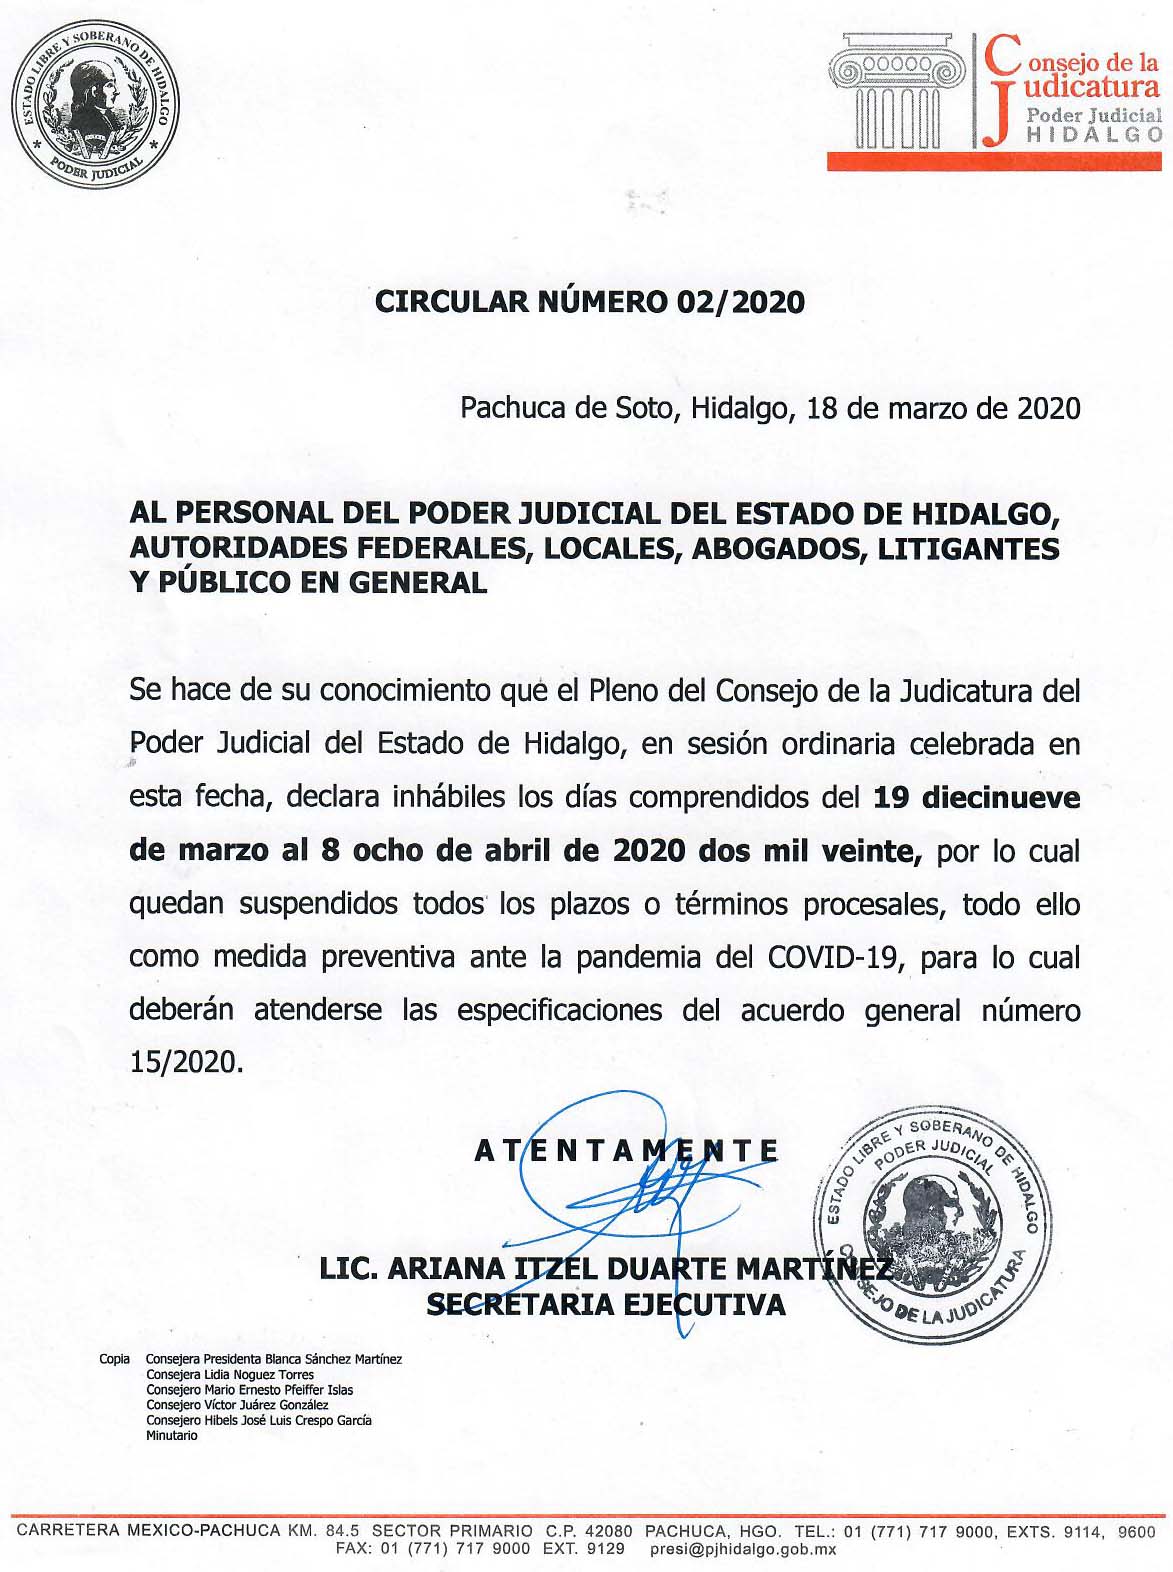 ESTADO LIBRE Y SOBERANO DE HIDALGO
* PODER JUDICIAL *
Consejo de la
Judicatura
Poder Judicial
HIDALGO
CIRCULAR NÚMERO 02/2020
Pachuca de Soto, Hidalgo, 18 de marzo de 2020
AL PERSONAL DEL PODER JUDICIAL DEL ESTADO DE HIDALGO,
AUTORIDADES FEDERALES, LOCALES, ABOGADOS, LITIGANTES
Y PÚBLICO EN GENERAL
Se hace de su conocimiento que el Pleno del Consejo de la Judicatura del
Poder Judicial del Estado de Hidalgo, en sesión ordinaria celebrada en
esta fecha, declara inhábiles los días comprendidos del 19 diecinueve
de marzo al 8 ocho de abril de 2020 dos mil veinte, por lo cual
quedan suspendidos todos los plazos o términos procesales, todo ello
como medida preventiva ante la pandemia del COVID-19, para lo cual
deberán atenderse las especificaciones del acuerdo general número
15/2020.
ATENTAMENTE
ESTADO LIBRE Y SOBERANO DE HIDALGO
PODER JUDICIAL
CONSEJO DE LA JUDICATURA
LIC. ARIANA ITZEL DUARTE MARTÍNEZ
SECRETARIA EJECUTIVA
Copia Consejera Presidenta Blanca Sánchez Martínez
Consejera Lidia Noguez Torres
Consejero Mario Ernesto Pfeiffer Islas
Consejero Víctor Juárez González
Consejero Hibels José Luis Crespo García
Minutario
CARRETERA MEXICO-PACHUCA KM. 84.5 SECTOR PRIMARIO C.P. 42080 PACHUCA, HGO. TEL.: 01 (771) 717 9000, EXTS. 9114, 9600
FAX: 01 (771) 717 9000 EXT. 9129 presi@pjhidalgo.gob.mx